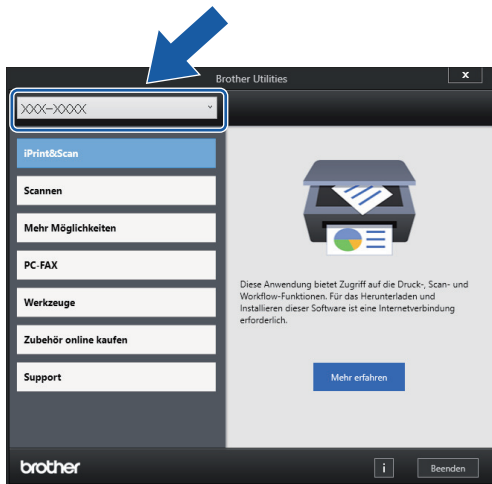 Brother Utilities
x
XXX-XXXX
iPrint&Scan
Scannen
Mehr Möglichkeiten
PC-FAX
Werkzeuge
Zubehör online kaufen
Support
Diese Anwendung bietet Zugriff auf die Druck-, Scan- und
Workflow-Funktionen. Für das Herunterladen und
Installieren dieser Software ist eine Internetverbindung
erforderlich.
Mehr erfahren
brother
i
Beenden